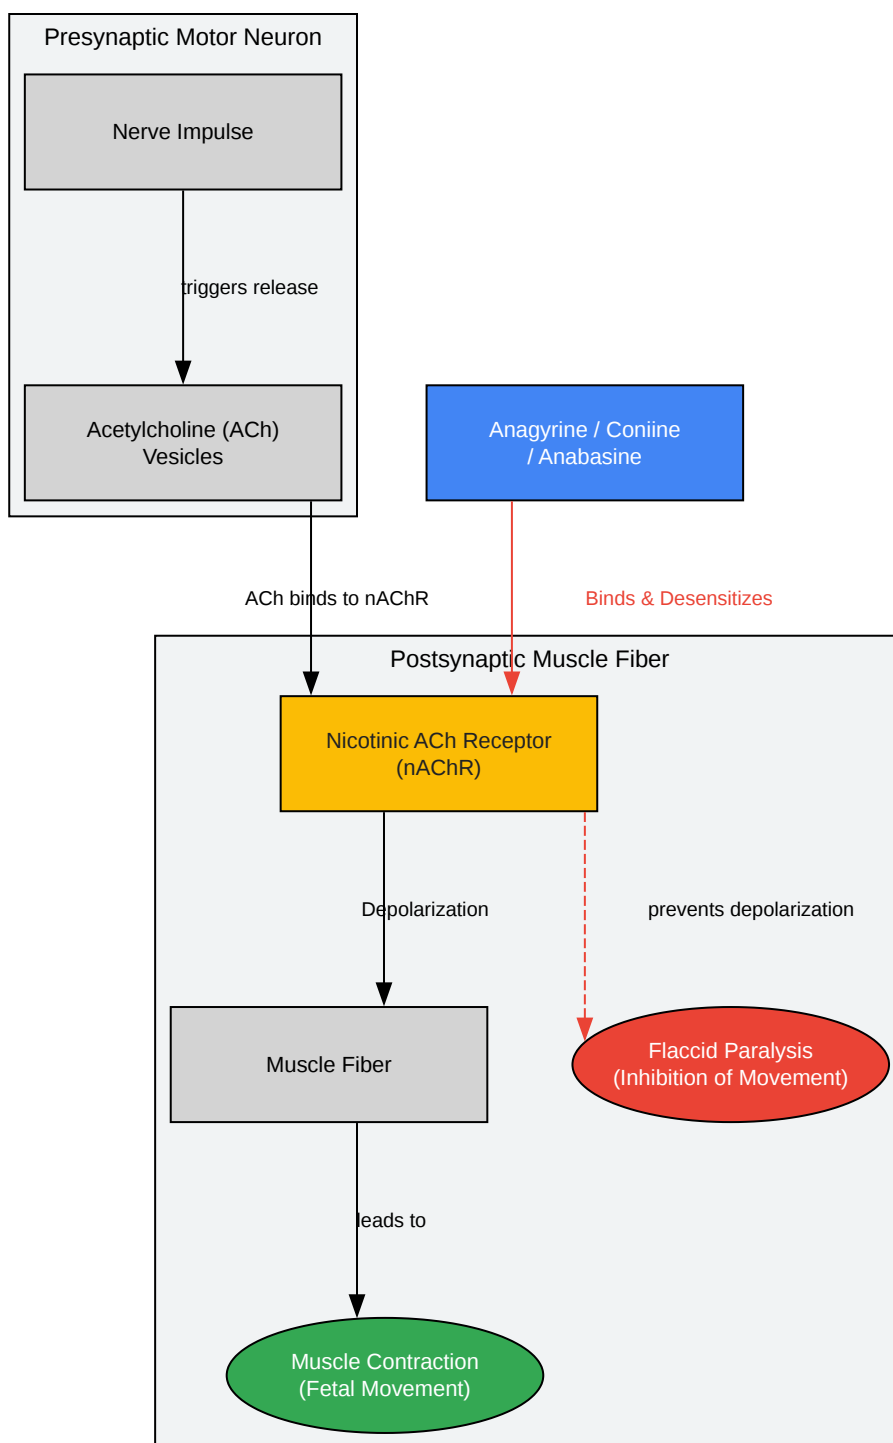 Presynaptic Motor Neuron
Nerve Impulse
triggers release
Acetylcholine (ACh)
Vesicles
Anagyrine / Coniine
/ Anabasine
ACh binds to nAChR
Binds & Desensitizes
Postsynaptic Muscle Fiber
Nicotinic ACh Receptor
(nAChR)
Depolarization
prevents depolarization
Muscle Fiber
Flaccid Paralysis
(Inhibition of Movement)
leads to
Muscle Contraction
(Fetal Movement)